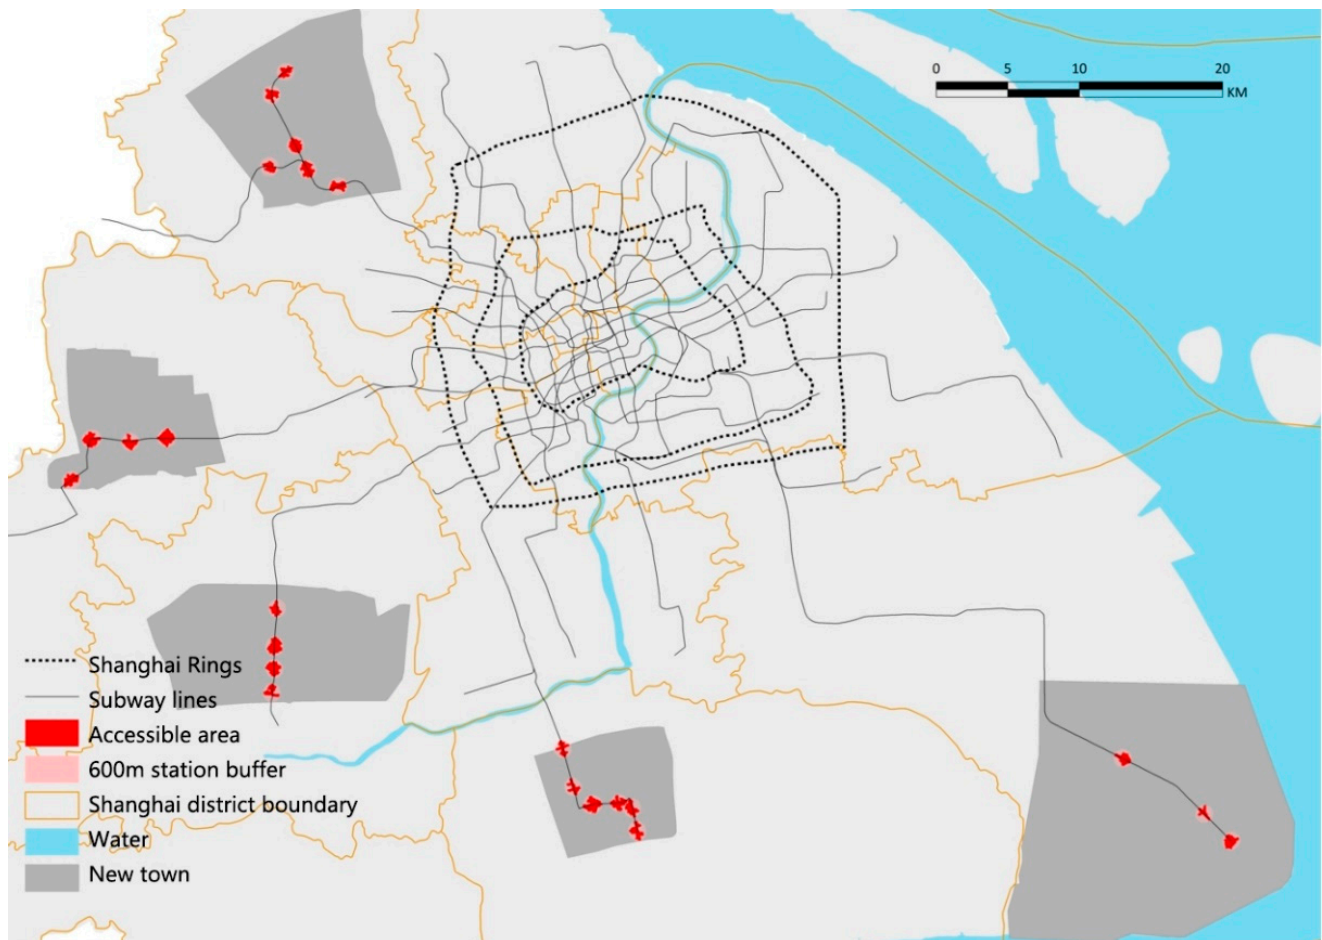 0 5 10 20
KM
Shanghai Rings
Subway lines
Accessible area
600m station buffer
Shanghai district boundary
Water
New town